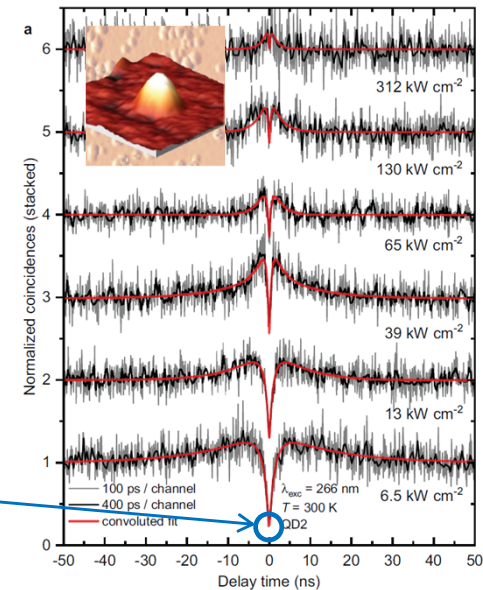 a
Normalized coincidences (stacked)
6
5
4
3
2
1
0
312 kW cm⁻²
130 kW cm⁻²
65 kW cm⁻²
39 kW cm⁻²
13 kW cm⁻²
6.5 kW cm⁻²
100 ps / channel
400 ps / channel
convoluted fit
λexc = 266 nm
T = 300 K
QD2
-50 -40 -30 -20 -10 0 10 20 30 40 50
Delay time (ns)